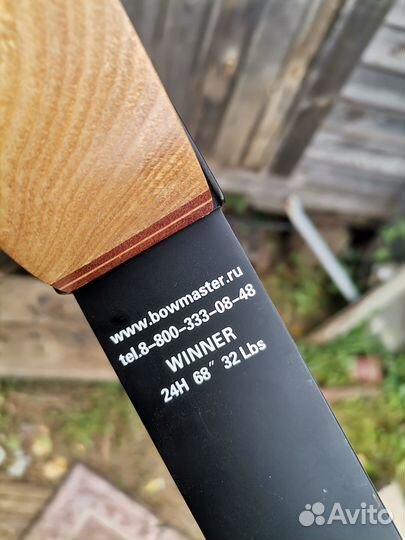 www.bowmaster.ru
tel.8-800-333-08-48
WINNER
24H 68" 32 Lbs
Avito